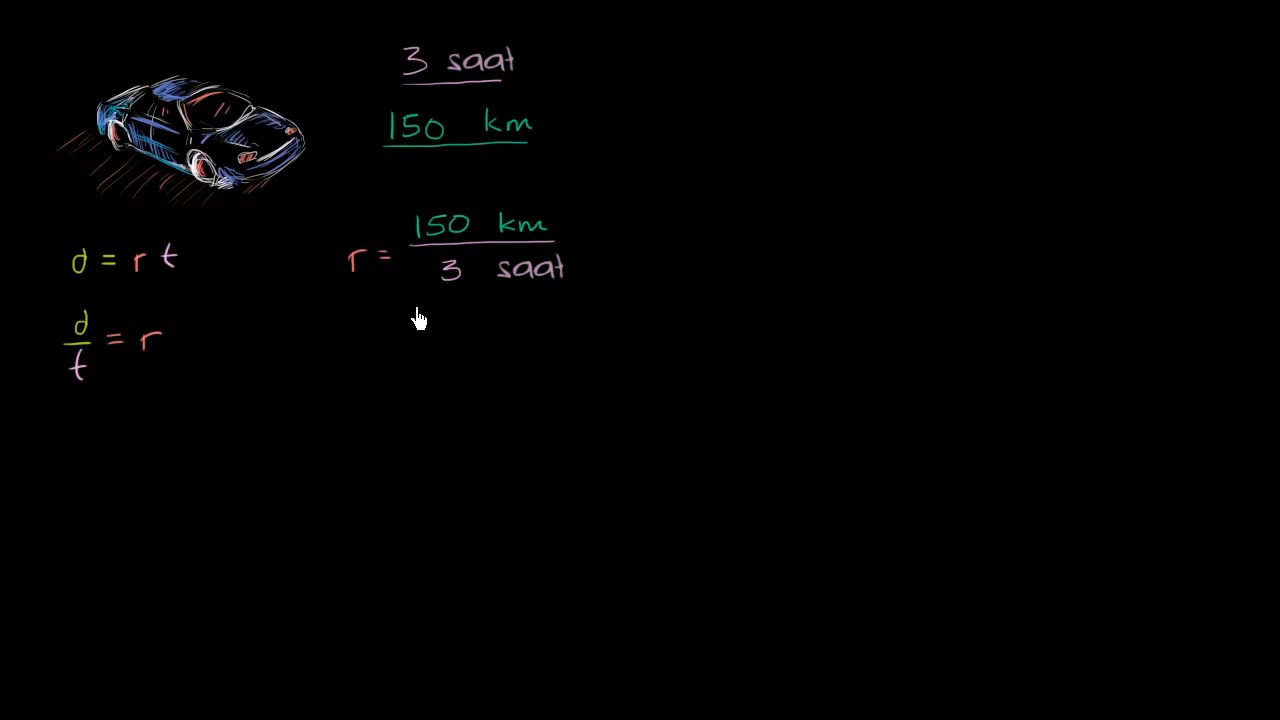 3 saat
150 km
d = r t
r = 150 km / 3 saat
d / t = r